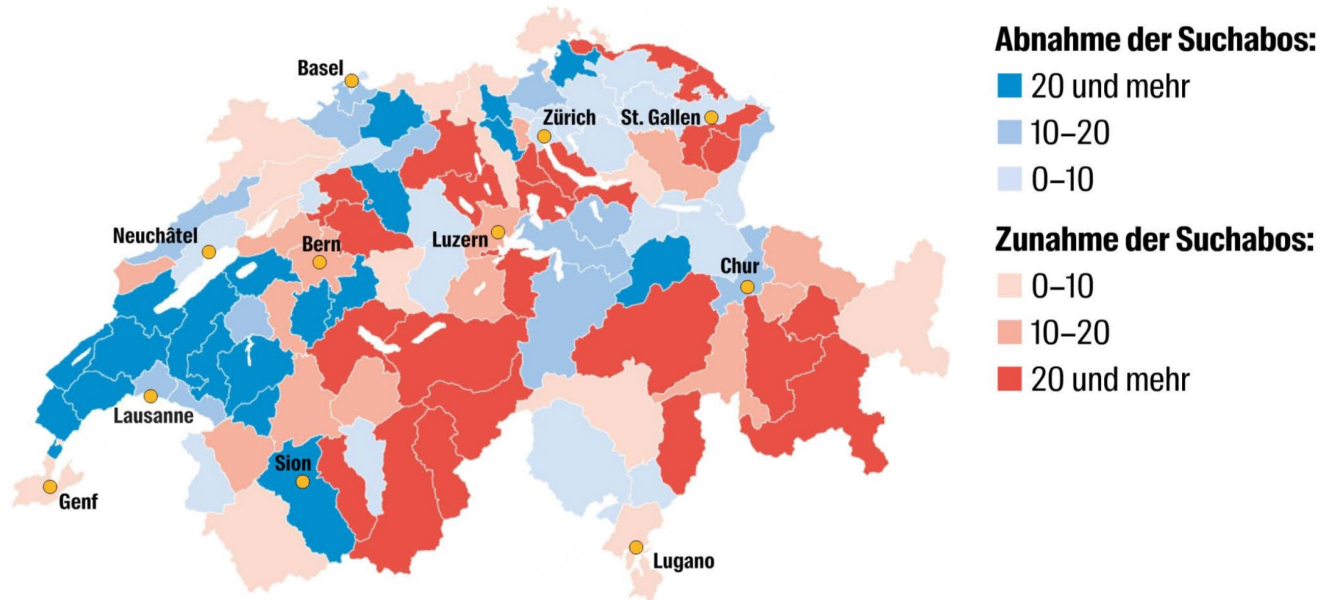 Basel
Zürich
St. Gallen
Neuchâtel
Bern
Luzern
Chur
Lausanne
Sion
Genf
Lugano
Abnahme der Suchabos:
20 und mehr
10–20
0–10
Zunahme der Suchabos:
0–10
10–20
20 und mehr